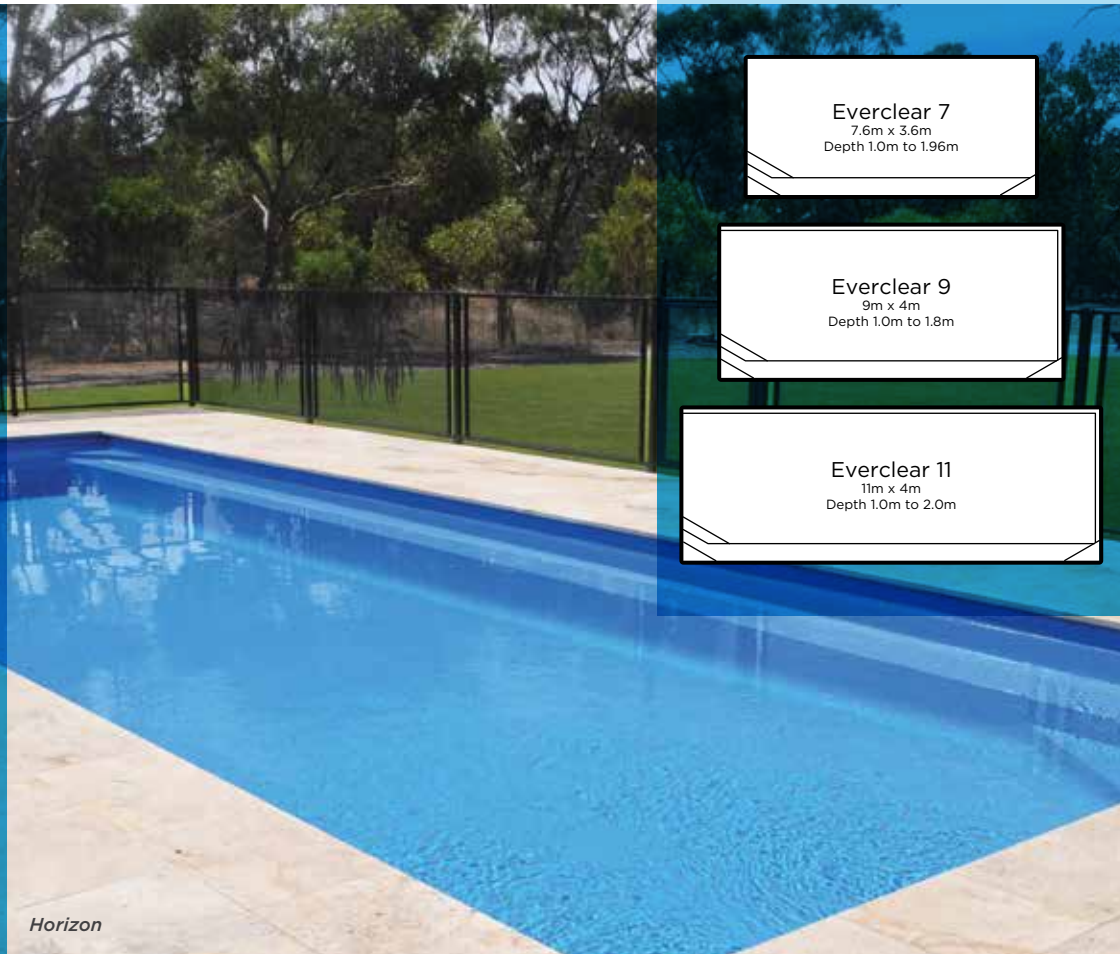 Everclear 7
7.6m x 3.6m
Depth 1.0m to 1.96m
Everclear 9
9m x 4m
Depth 1.0m to 1.8m
Everclear 11
11m x 4m
Depth 1.0m to 2.0m
Horizon